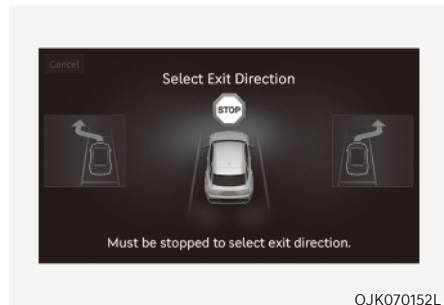 Cancel
Select Exit Direction
STOP
Must be stopped to select exit direction.
OJK070152L